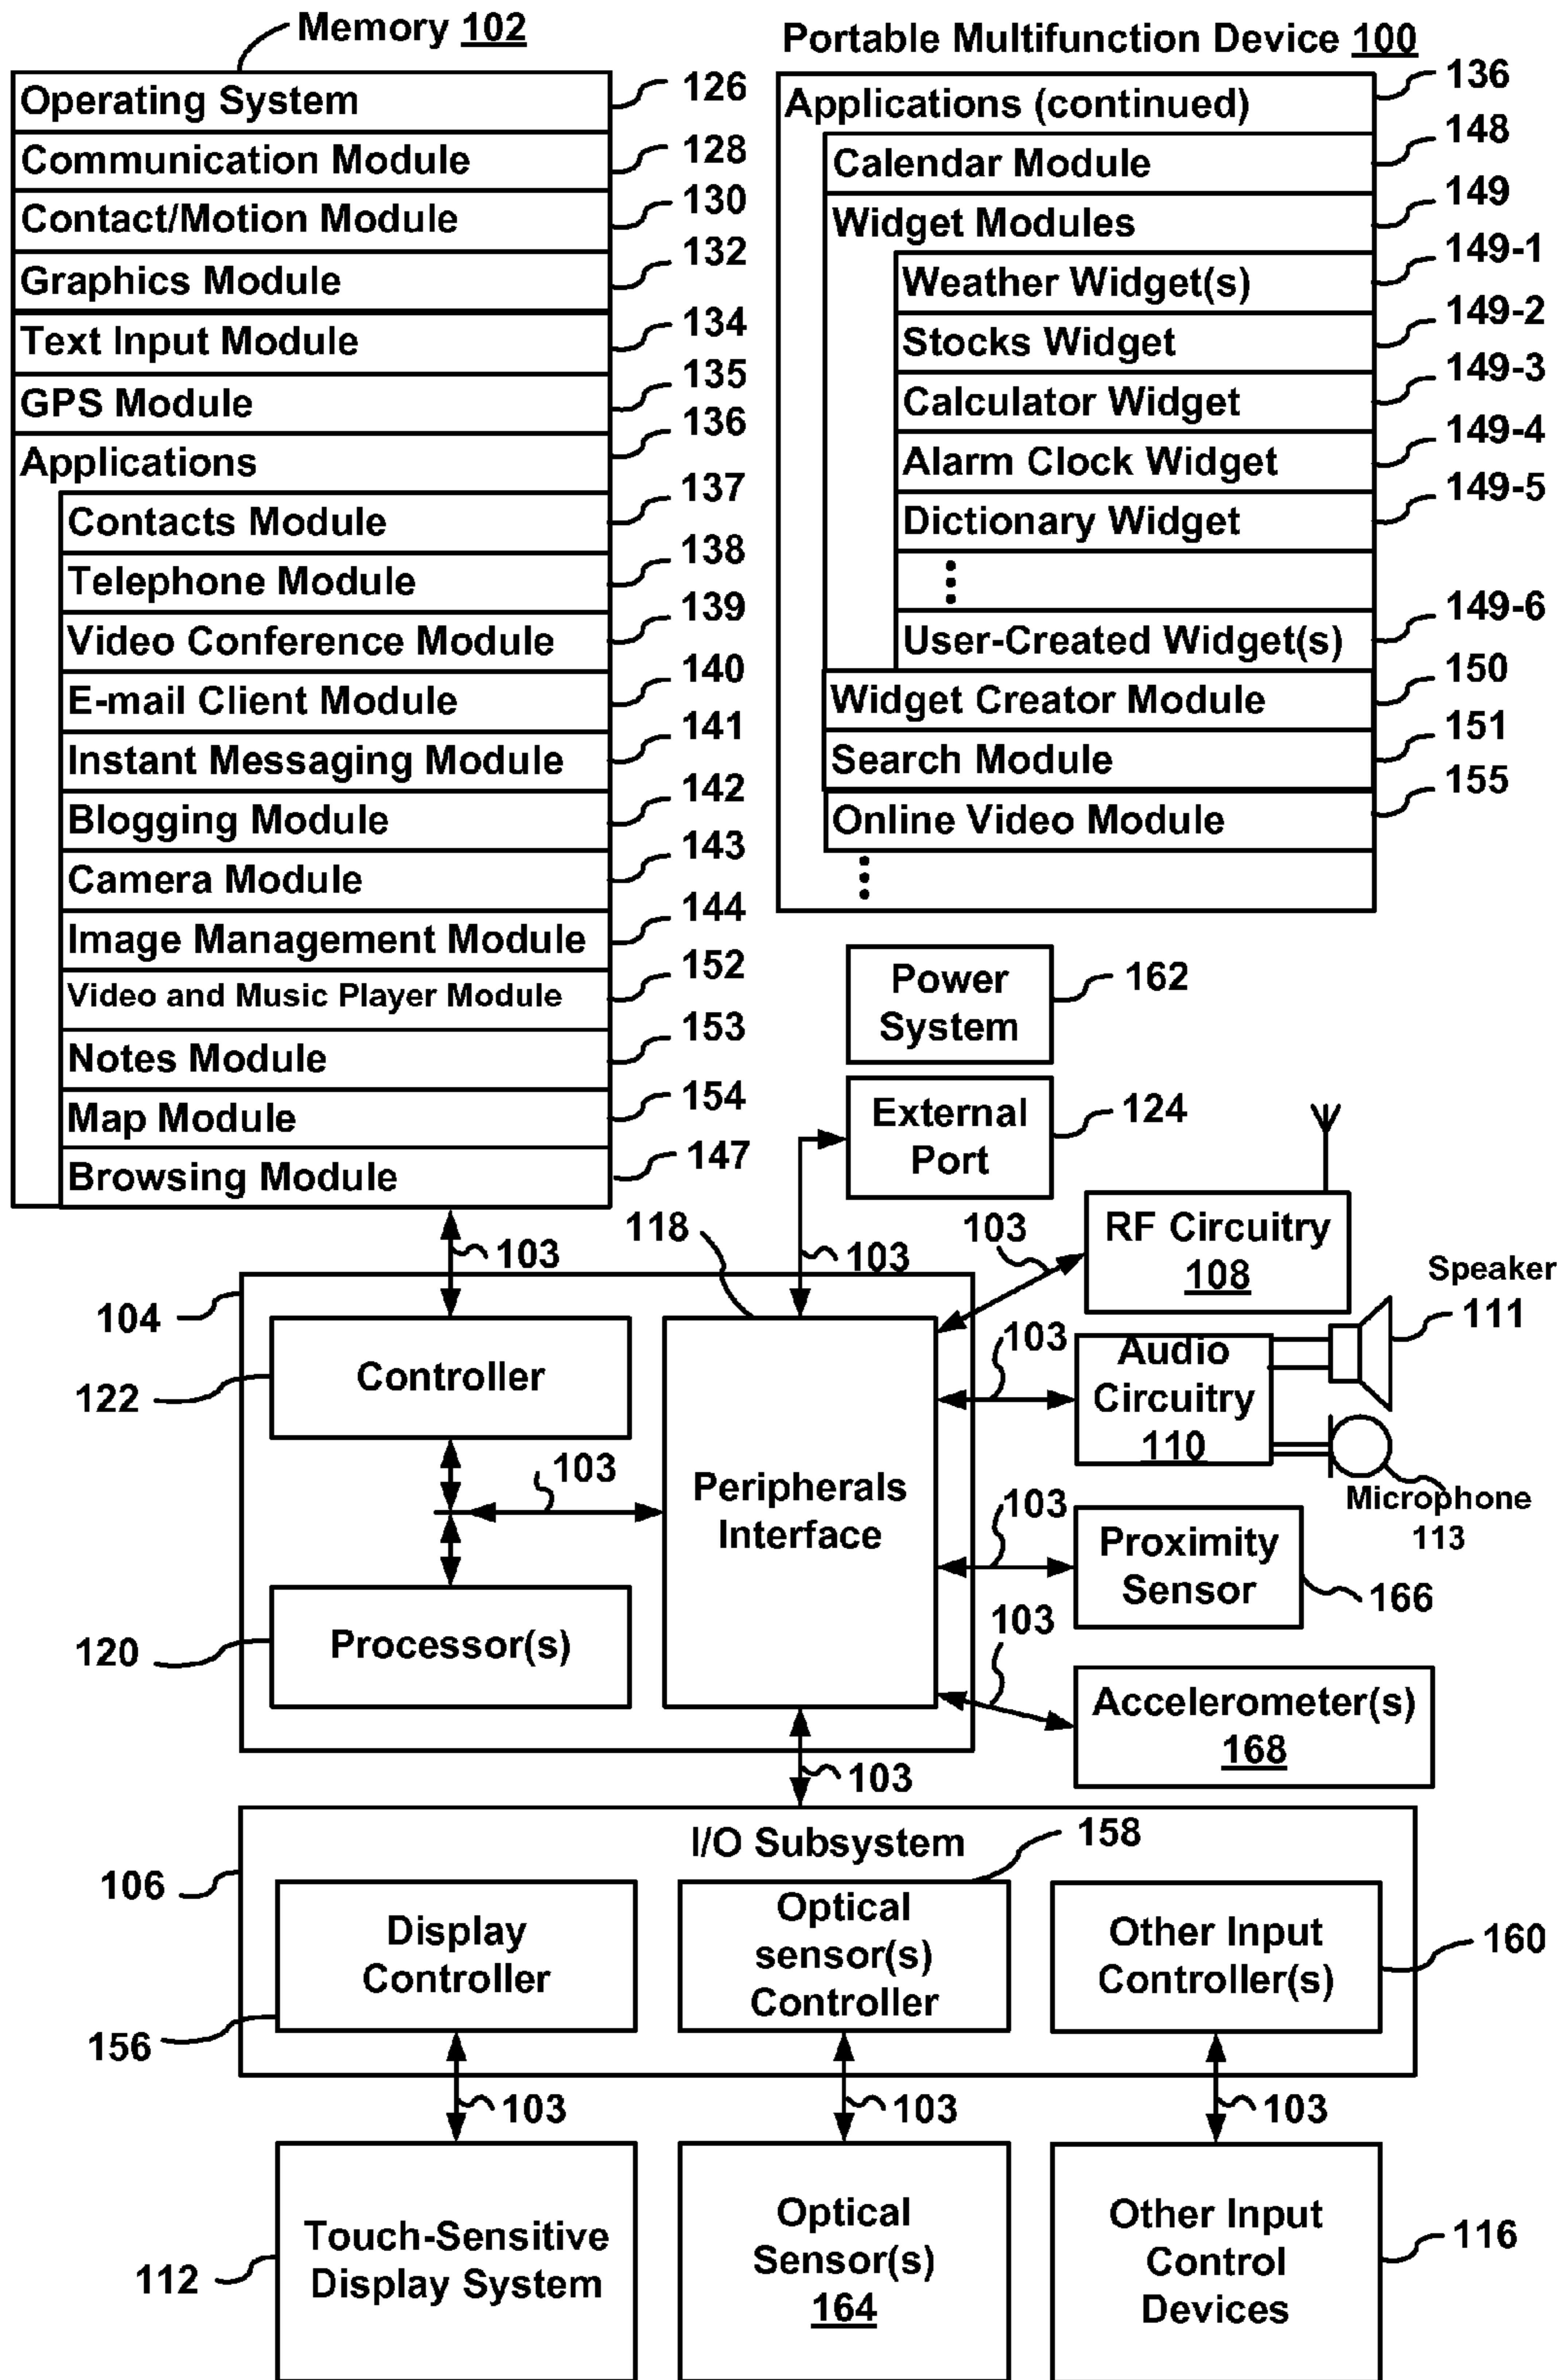 Memory 102
Operating System 126
Communication Module 128
Contact/Motion Module 130
Graphics Module 132
Text Input Module 134
GPS Module 135
Applications 136
Contacts Module 137
Telephone Module 138
Video Conference Module 139
E-mail Client Module 140
Instant Messaging Module 141
Blogging Module 142
Camera Module 143
Image Management Module 144
Video and Music Player Module 152
Notes Module 153
Map Module 154
Browsing Module 147
Portable Multifunction Device 100
Applications (continued) 136
Calendar Module 148
Widget Modules 149
Weather Widget(s) 149-1
Stocks Widget 149-2
Calculator Widget 149-3
Alarm Clock Widget 149-4
Dictionary Widget 149-5
User-Created Widget(s) 149-6
Widget Creator Module 150
Search Module 151
Online Video Module 155
Power
System
162
External
Port
124
103
118
103
103
RF Circuitry
108
Speaker
111
104
Controller
122
103
Audio
Circuitry
110
103
Peripherals
Interface
Microphone
113
103
Proximity
Sensor
166
120
Processor(s)
103
Accelerometer(s)
168
103
I/O Subsystem
158
106
Display
Controller
156
Optical
sensor(s)
Controller
Other Input
Controller(s)
160
103
103
103
Touch-Sensitive
Display System
112
Optical
Sensor(s)
164
Other Input
Control
Devices
116